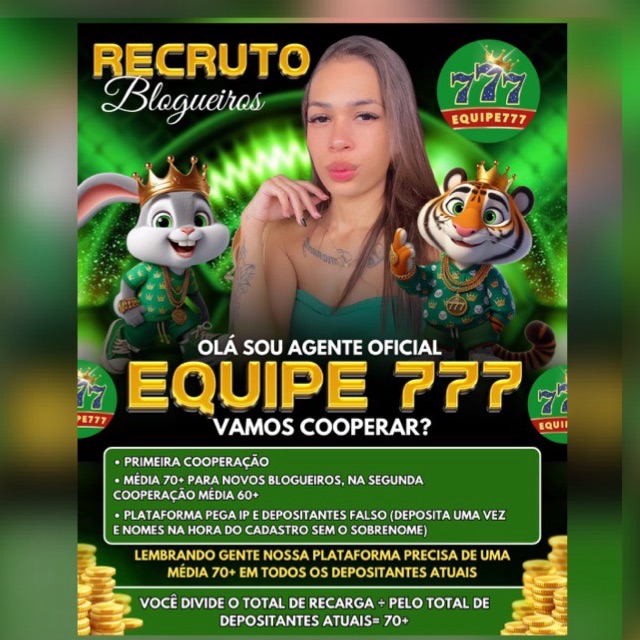 RECRUTO
Blogueiros
777
EQUIPE777
777
OLÁ SOU AGENTE OFICIAL
EQUIPE 777
VAMOS COOPERAR?
• PRIMEIRA COOPERAÇÃO
• MÉDIA 70+ PARA NOVOS BLOGUEIROS, NA SEGUNDA
COOPERAÇÃO MÉDIA 60+
• PLATAFORMA PEGA IP E DEPOSITANTES FALSO (DEPOSITA UMA VEZ
E NOMES NA HORA DO CADASTRO SEM O SOBRENOME)
LEMBRANDO GENTE NOSSA PLATAFORMA PRECISA DE UMA
MÉDIA 70+ EM TODOS OS DEPOSITANTES ATUAIS
VOCÊ DIVIDE O TOTAL DE RECARGA ÷ PELO TOTAL DE
DEPOSITANTES ATUAIS= 70+